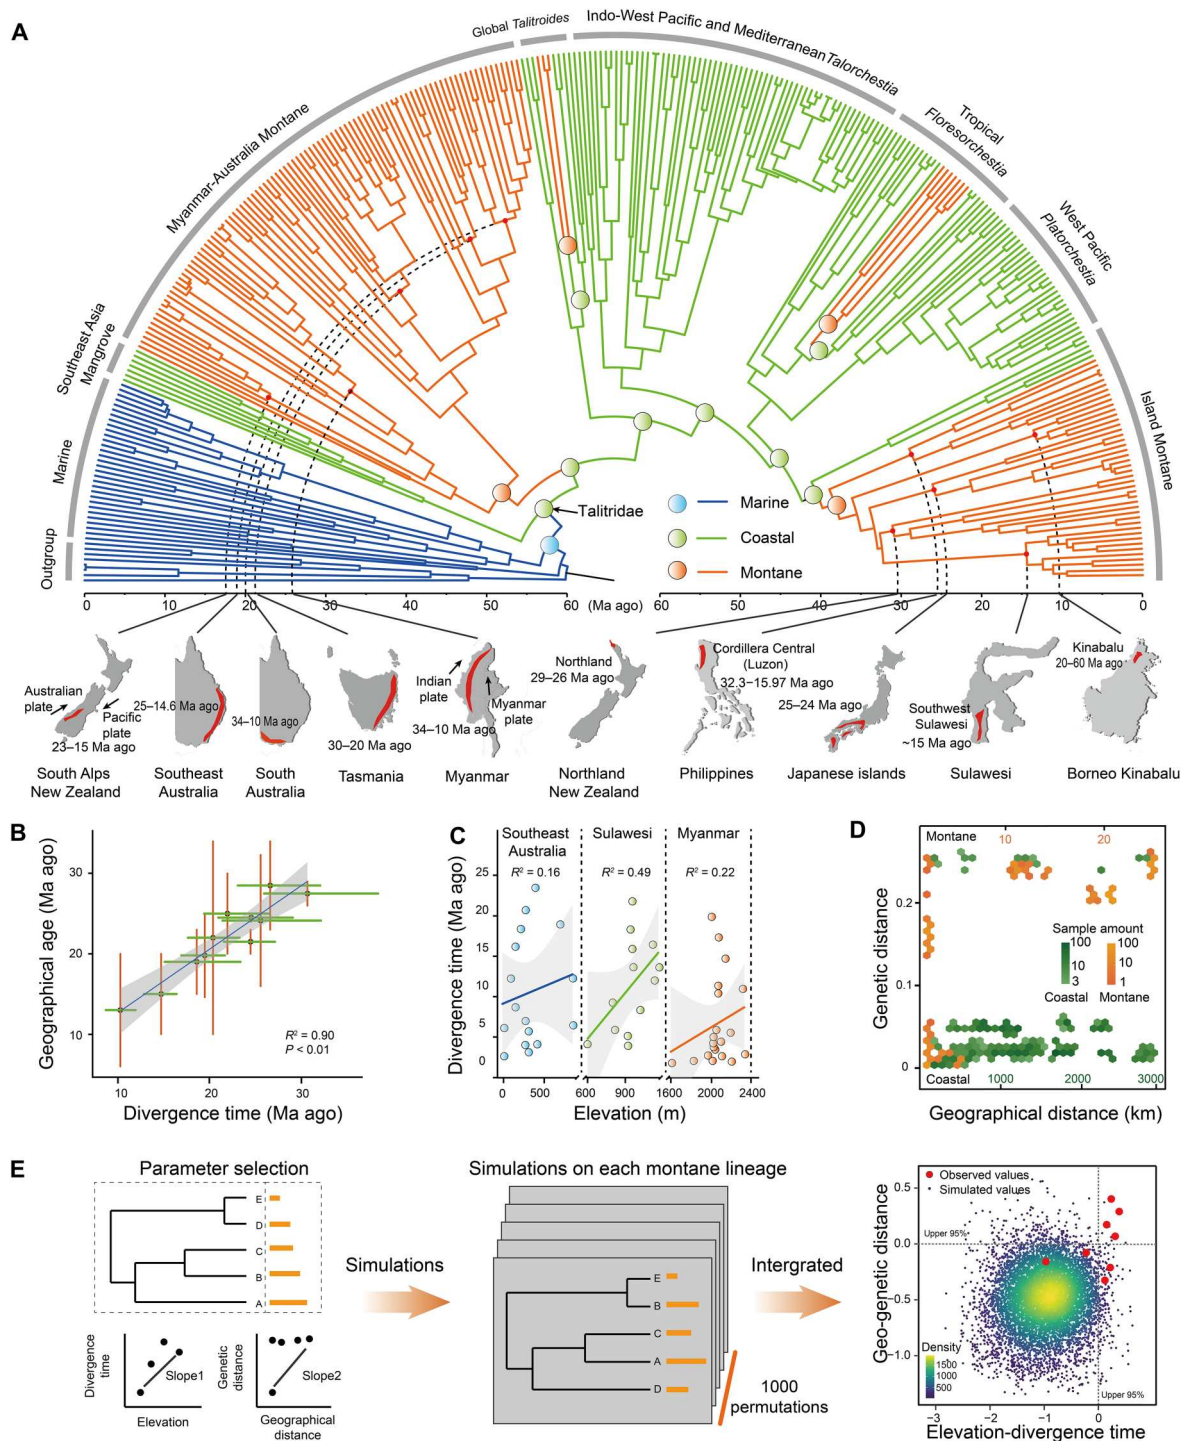 A
Global Talitroides
Indo-West Pacific and Mediterranean Talorchestia
Myanmar-Australia Montane
Tropical
Floresorchestia
West Pacific
Platorchestia
Southeast Asia
Mangrove
Marine
Outgroup
Island Montane
Talitridae
Marine
Coastal
Montane
0
20
30
40
50
60
(Ma ago)
60
50
40
30
20
10
0
Australian
plate
Pacific
plate
23–15 Ma ago
South Alps
New Zealand
25–14.6 Ma ago
Southeast
Australia
34–10 Ma ago
South
Australia
30–20 Ma ago
Tasmania
Indian
plate
Myanmar
plate
34–10 Ma ago
Myanmar
Northland
29–26 Ma ago
Northland
New Zealand
Cordillera Central
(Luzon)
32.3–15.97 Ma ago
Philippines
25–24 Ma ago
Japanese islands
Southwest
Sulawesi
~15 Ma ago
Sulawesi
Kinabalu
20–60 Ma ago
Borneo Kinabalu
B
Geographical age (Ma ago)
30
20
10
R² = 0.90
P < 0.01
10
20
30
Divergence time (Ma ago)
C
Southeast
Australia
Sulawesi
Myanmar
R² = 0.16
R² = 0.49
R² = 0.22
Divergence time (Ma ago)
25
20
15
10
5
0
0
500
600
900
1600
2000
2400
Elevation (m)
D
Montane
10
20
Genetic distance
0.2
0.1
0
Sample amount
100
10
3
100
10
1
Coastal
Montane
Coastal
1000
2000
3000
Geographical distance (km)
E
Parameter selection
E
D
C
B
A
Divergence
time
Slope1
Elevation
Genetic
distance
Slope2
Geographical
distance
Simulations
Simulations on each montane lineage
E
B
C
A
D
1000
permutations
Intergrated
Observed values
Simulated values
Geo-genetic distance
0.5
0.0
−0.5
−1.0
Upper 95%
Density
1500
1000
500
Upper 95%
−3
−2
−1
0
Elevation-divergence time